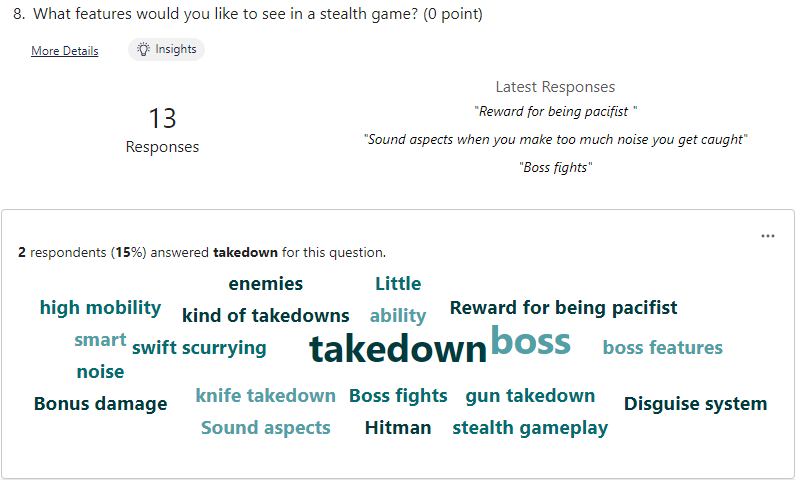 8. What features would you like to see in a stealth game? (0 point)
More Details
Insights
13
Responses
Latest Responses
"Reward for being pacifist "
"Sound aspects when you make too much noise you get caught"
"Boss fights"
...
2 respondents (15%) answered takedown for this question.
enemies Little
high mobility kind of takedowns ability Reward for being pacifist
smart swift scurrying takedown boss boss features
noise
Bonus damage knife takedown Boss fights gun takedown Disguise system
Sound aspects Hitman stealth gameplay